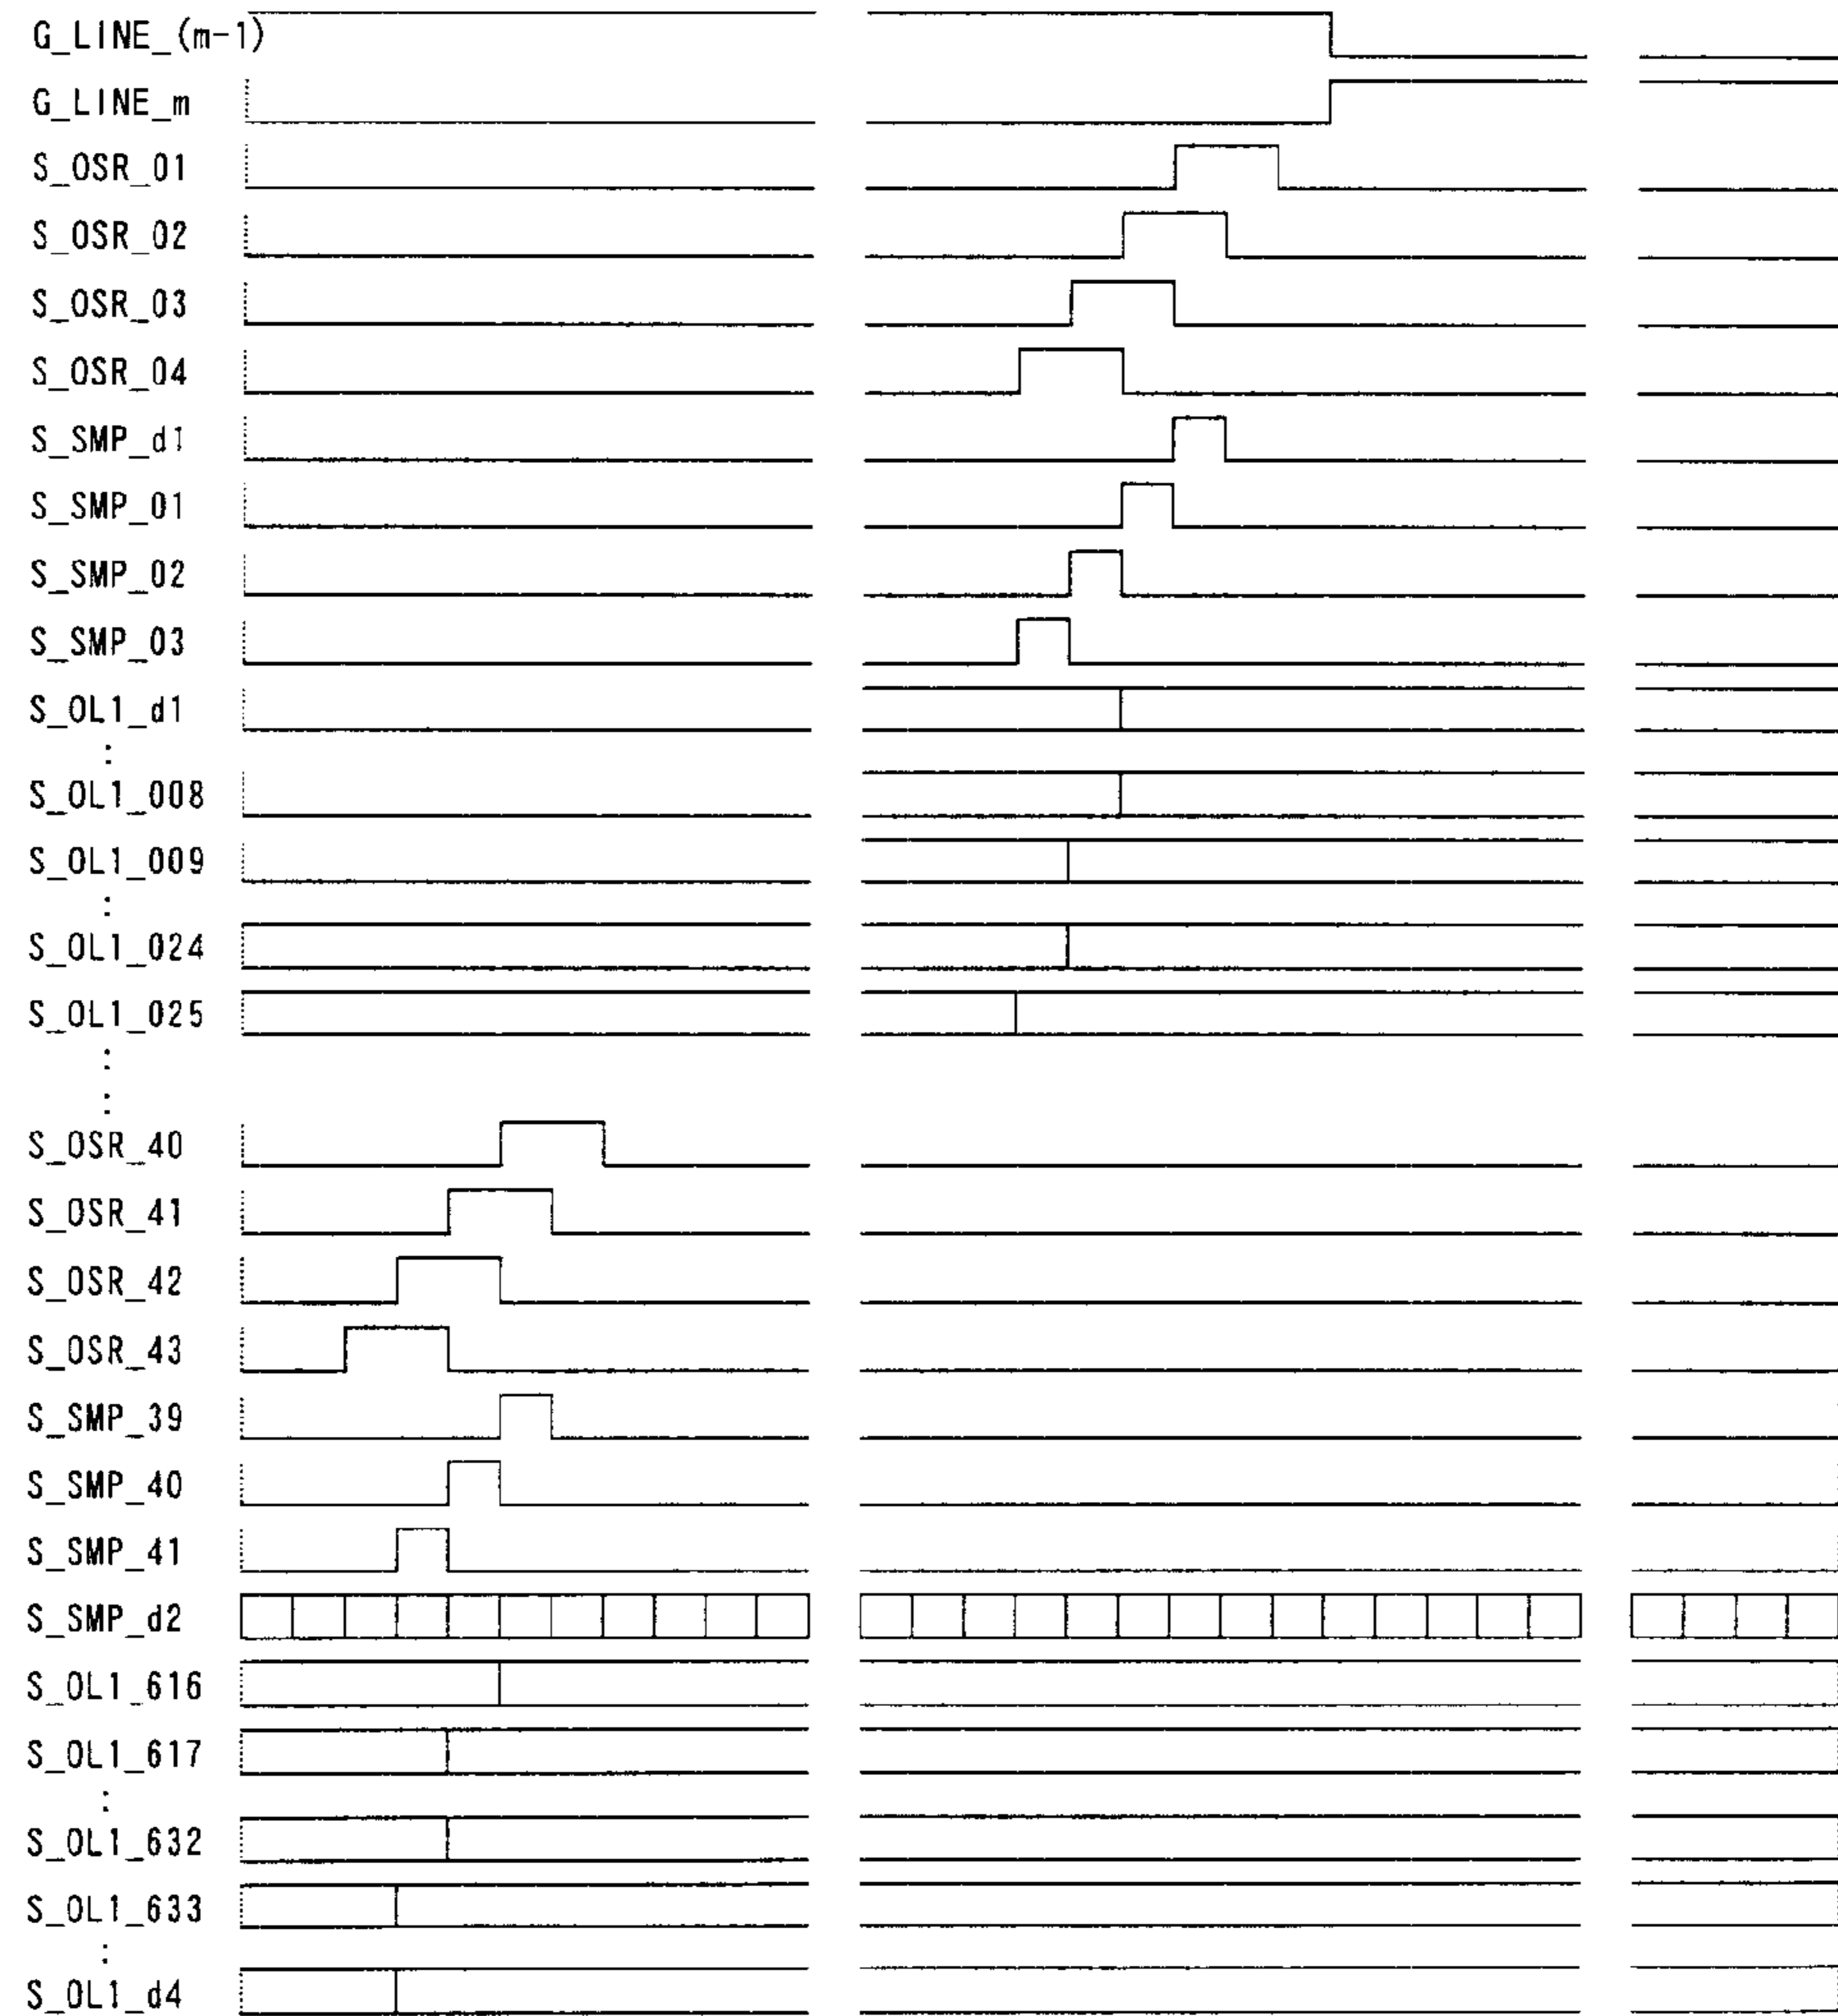 G_LINE_(m-1)
G_LINE_m
S_OSR_01
S_OSR_02
S_OSR_03
S_OSR_04
S_SMP_d1
S_SMP_01
S_SMP_02
S_SMP_03
S_OL1_d1
:
S_OL1_008
S_OL1_009
:
S_OL1_024
S_OL1_025
:
:
S_OSR_40
S_OSR_41
S_OSR_42
S_OSR_43
S_SMP_39
S_SMP_40
S_SMP_41
S_SMP_d2
S_OL1_616
S_OL1_617
:
S_OL1_632
S_OL1_633
:
S_OL1_d4